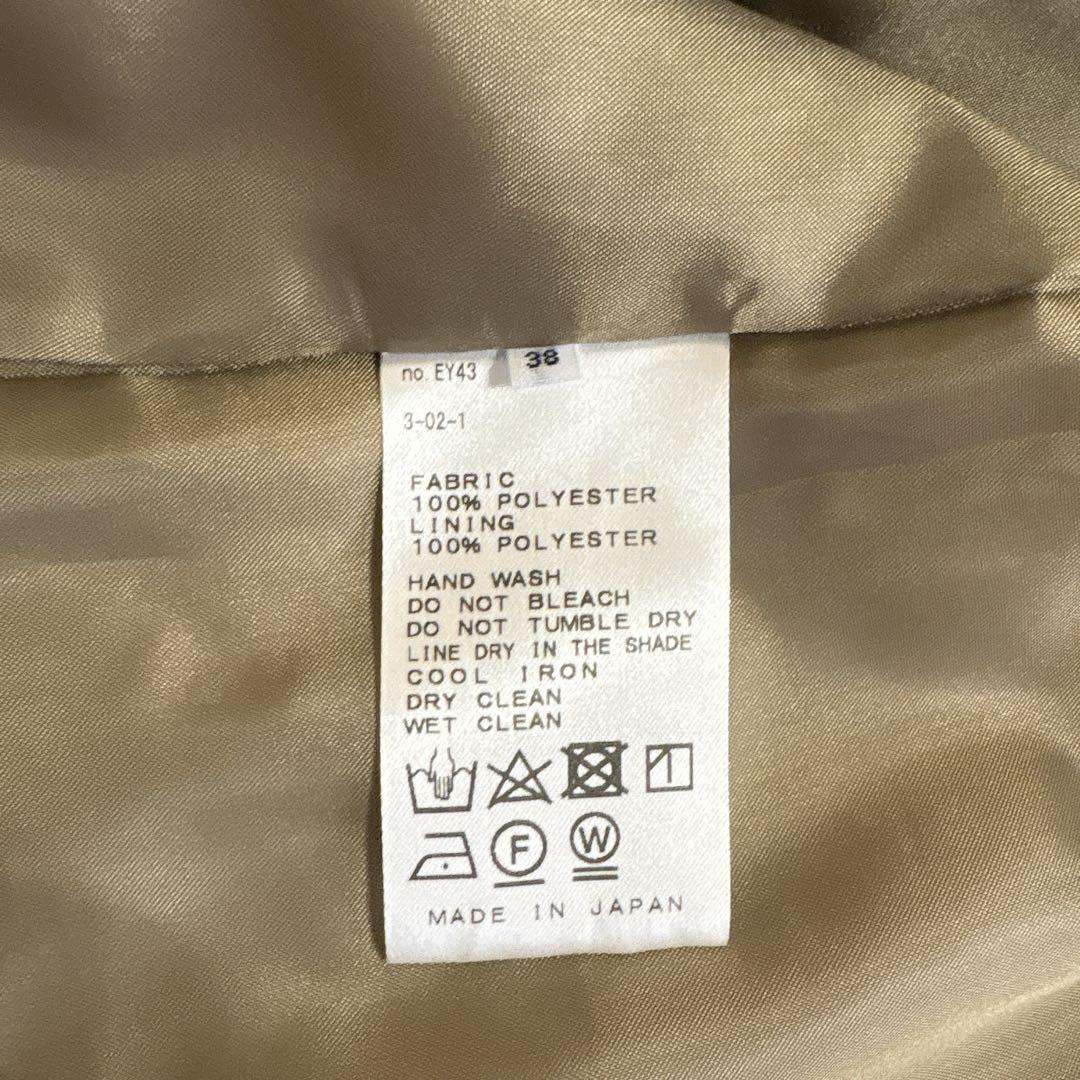 no. EY43 38
3-02-1
FABRIC
100% POLYESTER
LINING
100% POLYESTER
HAND WASH
DO NOT BLEACH
DO NOT TUMBLE DRY
LINE DRY IN THE SHADE
COOL IRON
DRY CLEAN
WET CLEAN
F W
MADE IN JAPAN